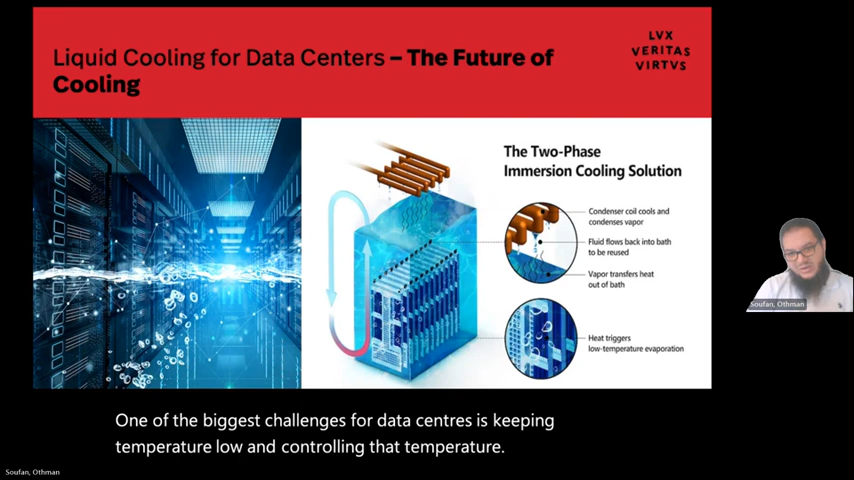 Liquid Cooling for Data Centers – The Future of
Cooling
LVX
VERITAS
VIRTVS
The Two-Phase
Immersion Cooling Solution
Condenser coil cools and
condenses vapor
Fluid flows back into bath
to be reused
Vapor transfers heat
out of bath
Heat triggers
low-temperature evaporation
Soufan, Othman
One of the biggest challenges for data centres is keeping
temperature low and controlling that temperature.
Soufan, Othman